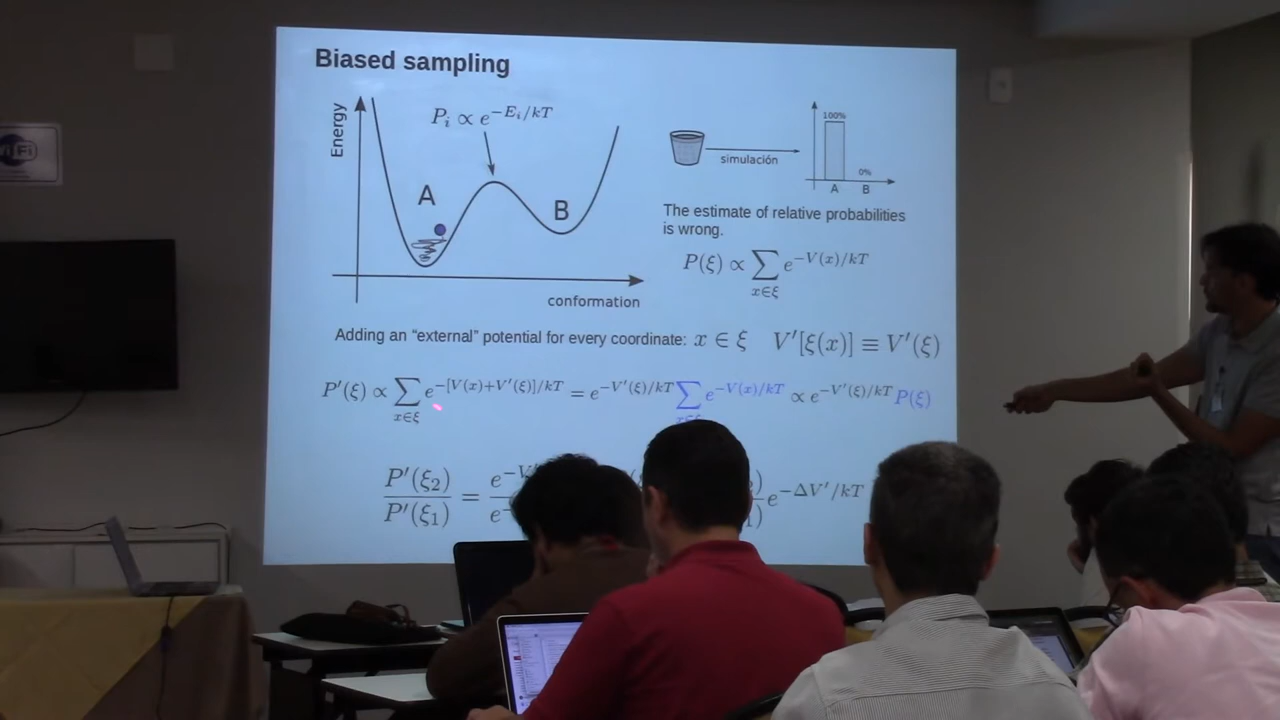 Biased sampling
Energy
P_i ∝ e^{-E_i/kT}
A
B
conformation
simulación
100%
0%
A B
The estimate of relative probabilities
is wrong.
P(ξ) ∝ ∑_{x∈ξ} e^{-V(x)/kT}
Adding an “external” potential for every coordinate: x ∈ ξ V'[ξ(x)] ≡ V'(ξ)
P'(ξ) ∝ ∑_{x∈ξ} e^{-[V(x)+V'(ξ)]/kT} = e^{-V'(ξ)/kT} ∑_{x∈ξ} e^{-V(x)/kT} ∝ e^{-V'(ξ)/kT} P(ξ)
P'(ξ_2) / P'(ξ_1) = e^{-ΔV'/kT}
WiFi